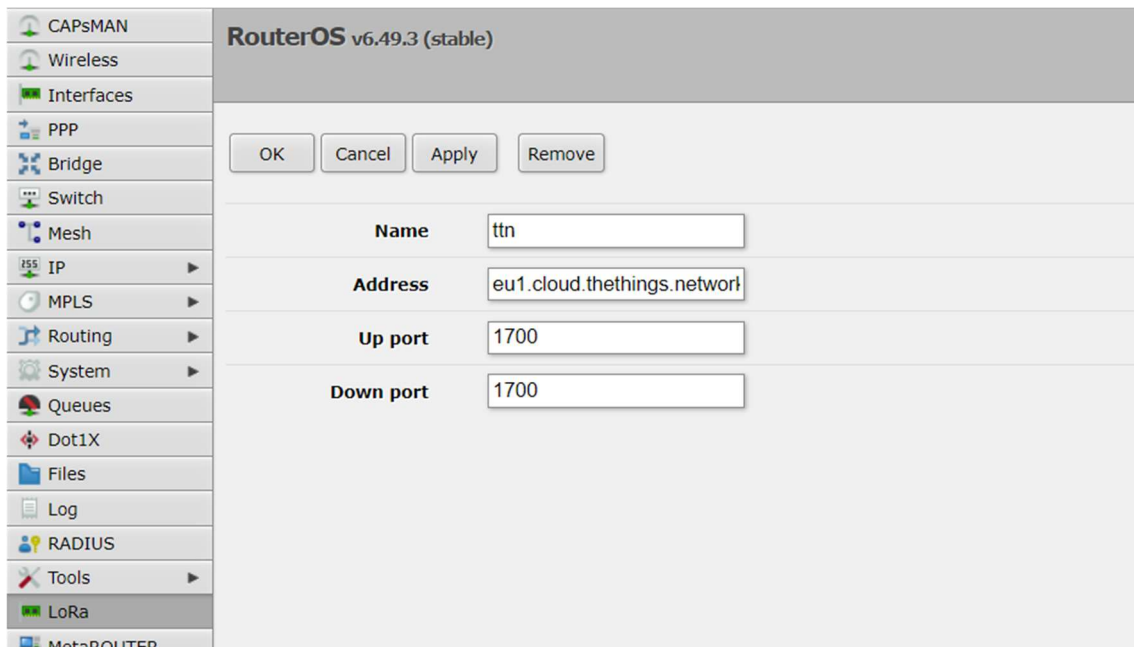 CAPsMAN
Wireless
Interfaces
PPP
Bridge
Switch
Mesh
255 IP
MPLS
Routing
System
Queues
Dot1X
Files
Log
RADIUS
Tools
LoRa
MetaROUTER
RouterOS v6.49.3 (stable)
OK Cancel Apply Remove
Name ttn
Address eu1.cloud.thethings.network
Up port 1700
Down port 1700